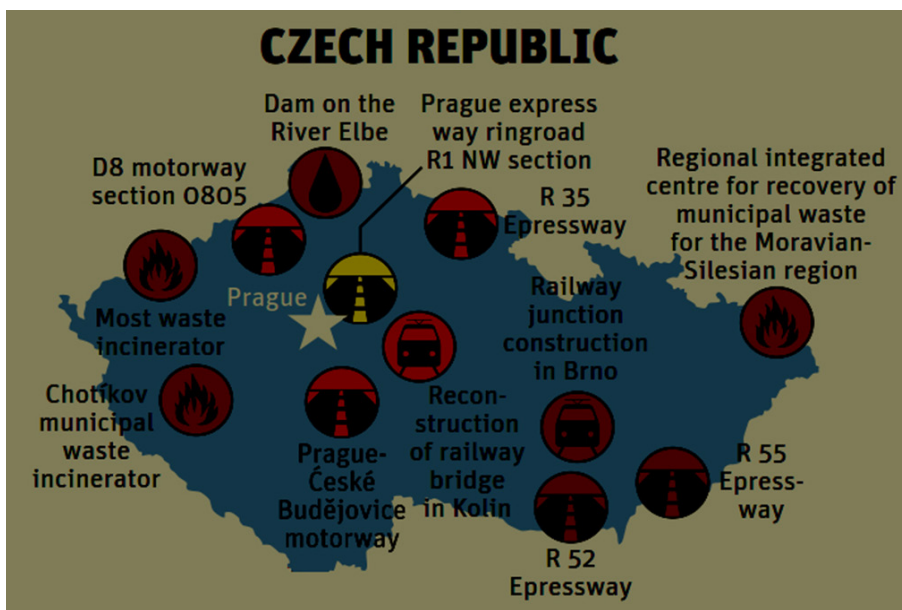 CZECH REPUBLIC
Dam on the
River Elbe
Prague express
way ringroad
R1 NW section
D8 motorway
section 0805
R 35
Epressway
Regional integrated
centre for recovery of
municipal waste
for the Moravian-
Silesian region
Prague
Most waste
incinerator
Railway
junction
construction
in Brno
Chotíkov
municipal
waste
incinerator
Prague-
Ćeské
Budějovice
motorway
Recon-
struction
of railway
bridge
in Kolin
R 55
Epress-
way
R 52
Epressway